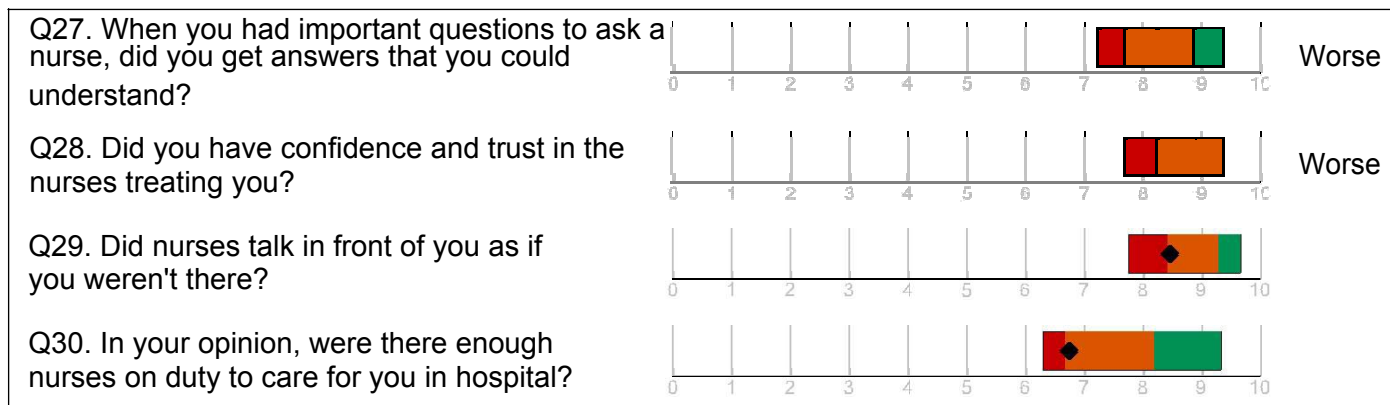 Q27. When you had important questions to ask a
nurse, did you get answers that you could
understand?
Worse
0 1 2 3 4 5 6 7 8 9 10
Q28. Did you have confidence and trust in the
nurses treating you?
Worse
0 1 2 3 4 5 6 7 8 9 10
Q29. Did nurses talk in front of you as if
you weren't there?
0 1 2 3 4 5 6 7 8 9 10
Q30. In your opinion, were there enough
nurses on duty to care for you in hospital?
0 1 2 3 4 5 6 7 8 9 10